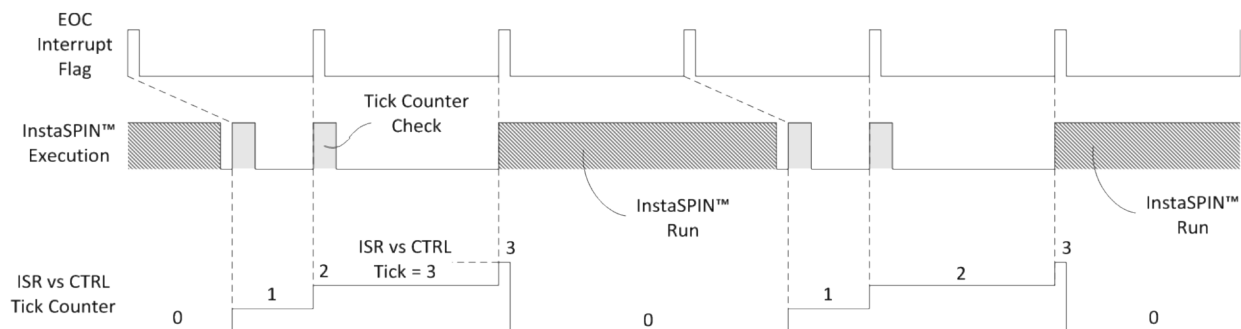 EOC
Interrupt
Flag
Tick Counter
Check
InstaSPIN™
Execution
InstaSPIN™
Run
InstaSPIN™
Run
ISR vs CTRL
Tick = 3
3
3
2
2
ISR vs CTRL
Tick Counter
1
1
0
0
0